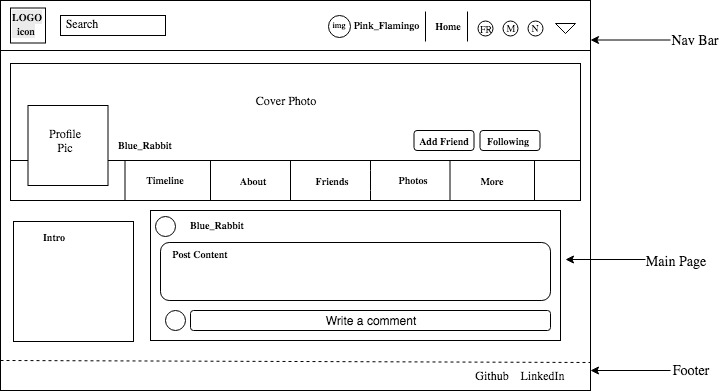 LOGO
icon
Search
img Pink_Flamingo Home FR M N
Nav Bar
Cover Photo
Profile
Pic
Blue_Rabbit
Add Friend Following
Timeline About Friends Photos More
Intro
Blue_Rabbit
Post Content
Main Page
Write a comment
Github LinkedIn
Footer